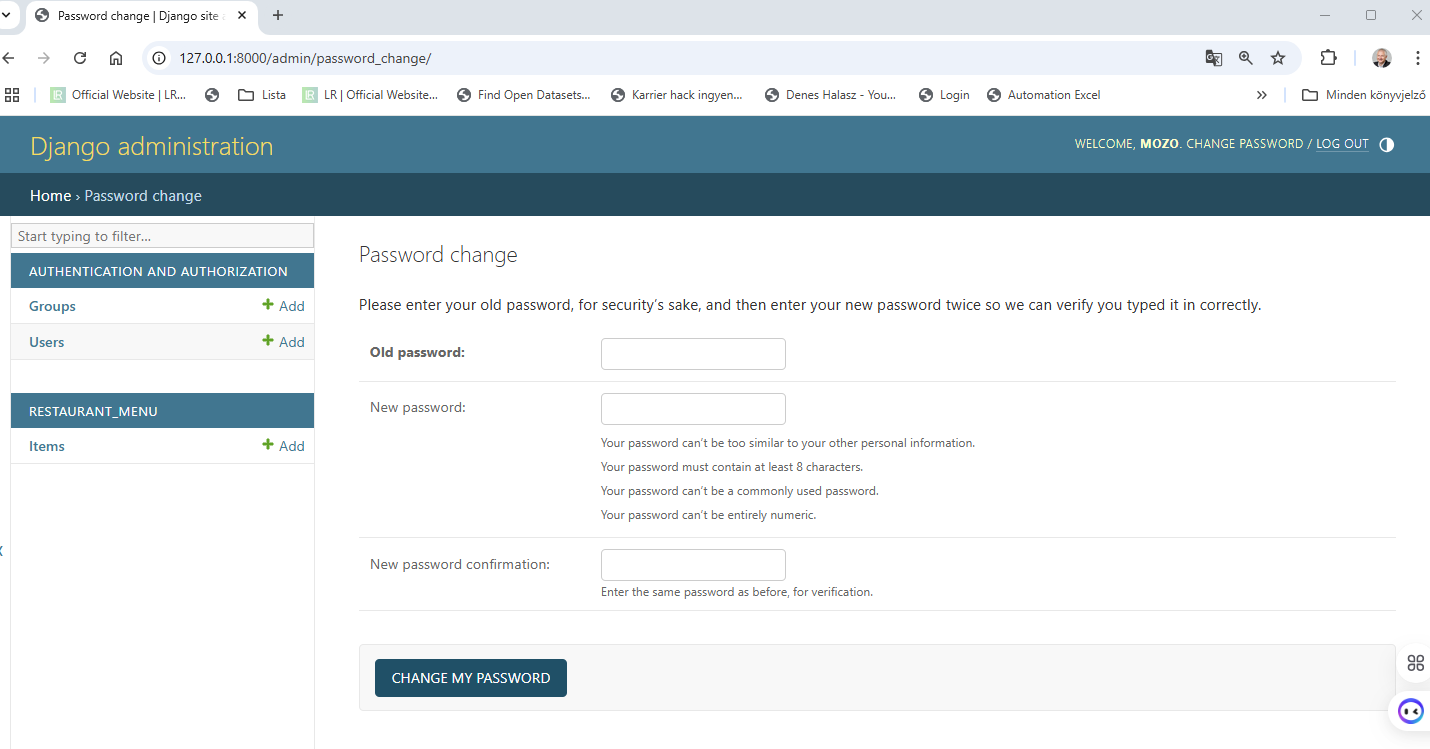 Password change | Django site a
127.0.0.1:8000/admin/password_change/
Official Website | LR... Lista LR | Official Website... Find Open Datasets... Karrier hack ingyen... Denes Halasz - You... Login Automation Excel » Minden könyvjelző
Django administration
WELCOME, MOZO. CHANGE PASSWORD / LOG OUT
Home › Password change
Start typing to filter...
AUTHENTICATION AND AUTHORIZATION
Groups + Add
Users + Add
RESTAURANT_MENU
Items + Add
Password change
Please enter your old password, for security’s sake, and then enter your new password twice so we can verify you typed it in correctly.
Old password:
New password:
Your password can’t be too similar to your other personal information.
Your password must contain at least 8 characters.
Your password can’t be a commonly used password.
Your password can’t be entirely numeric.
New password confirmation:
Enter the same password as before, for verification.
CHANGE MY PASSWORD